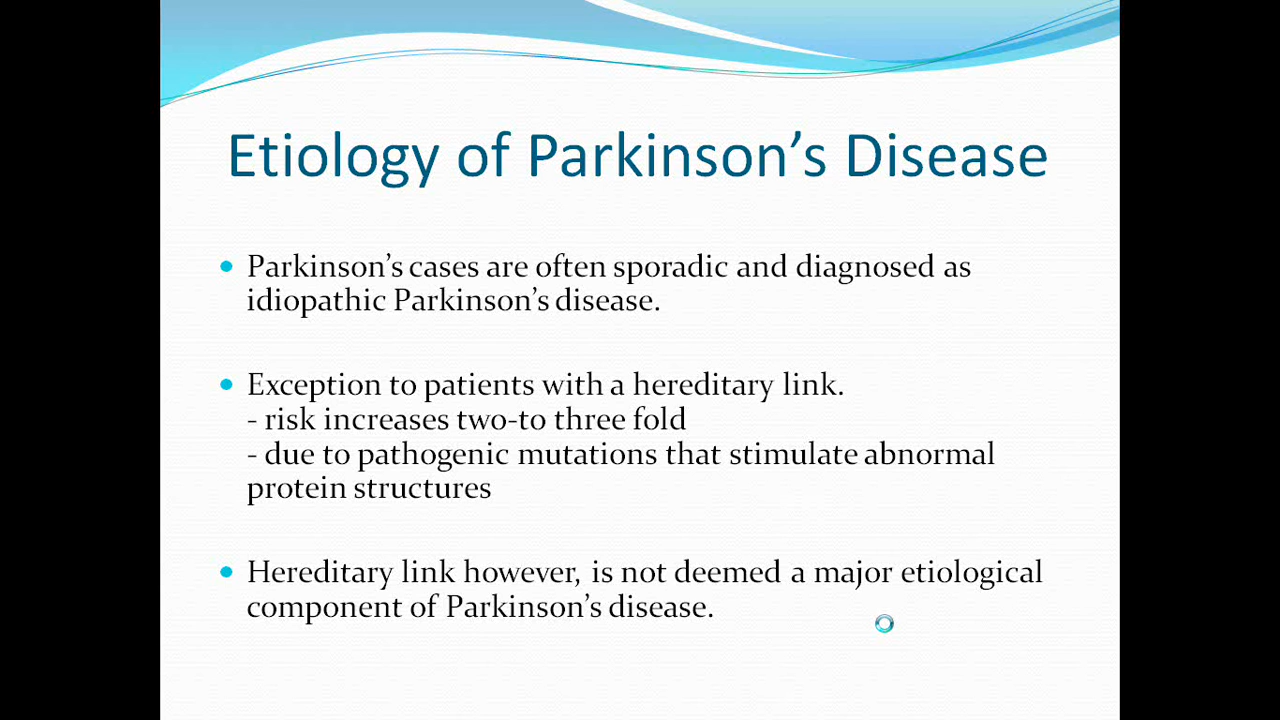 Etiology of Parkinson’s Disease
• Parkinson’s cases are often sporadic and diagnosed as
idiopathic Parkinson’s disease.
• Exception to patients with a hereditary link.
- risk increases two-to three fold
- due to pathogenic mutations that stimulate abnormal
protein structures
• Hereditary link however, is not deemed a major etiological
component of Parkinson’s disease.